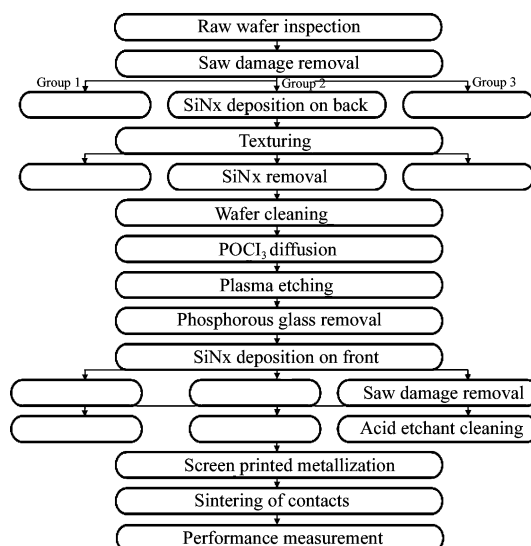 Raw wafer inspection
Saw damage removal
Group 1
Group 2
Group 3
SiNx deposition on back
Texturing
SiNx removal
Wafer cleaning
POCI₃ diffusion
Plasma etching
Phosphorous glass removal
SiNx deposition on front
Saw damage removal
Acid etchant cleaning
Screen printed metallization
Sintering of contacts
Performance measurement